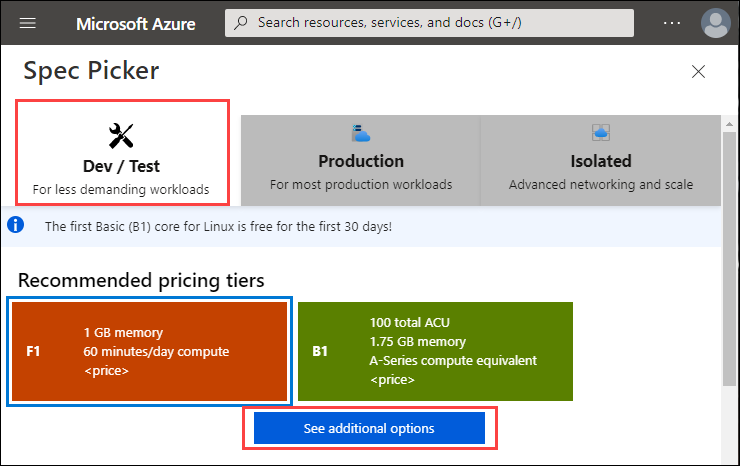 Microsoft Azure
Search resources, services, and docs (G+/)
Spec Picker
Dev / Test
For less demanding workloads
Production
For most production workloads
Isolated
Advanced networking and scale
The first Basic (B1) core for Linux is free for the first 30 days!
Recommended pricing tiers
F1
1 GB memory
60 minutes/day compute
<price>
B1
100 total ACU
1.75 GB memory
A-Series compute equivalent
<price>
See additional options